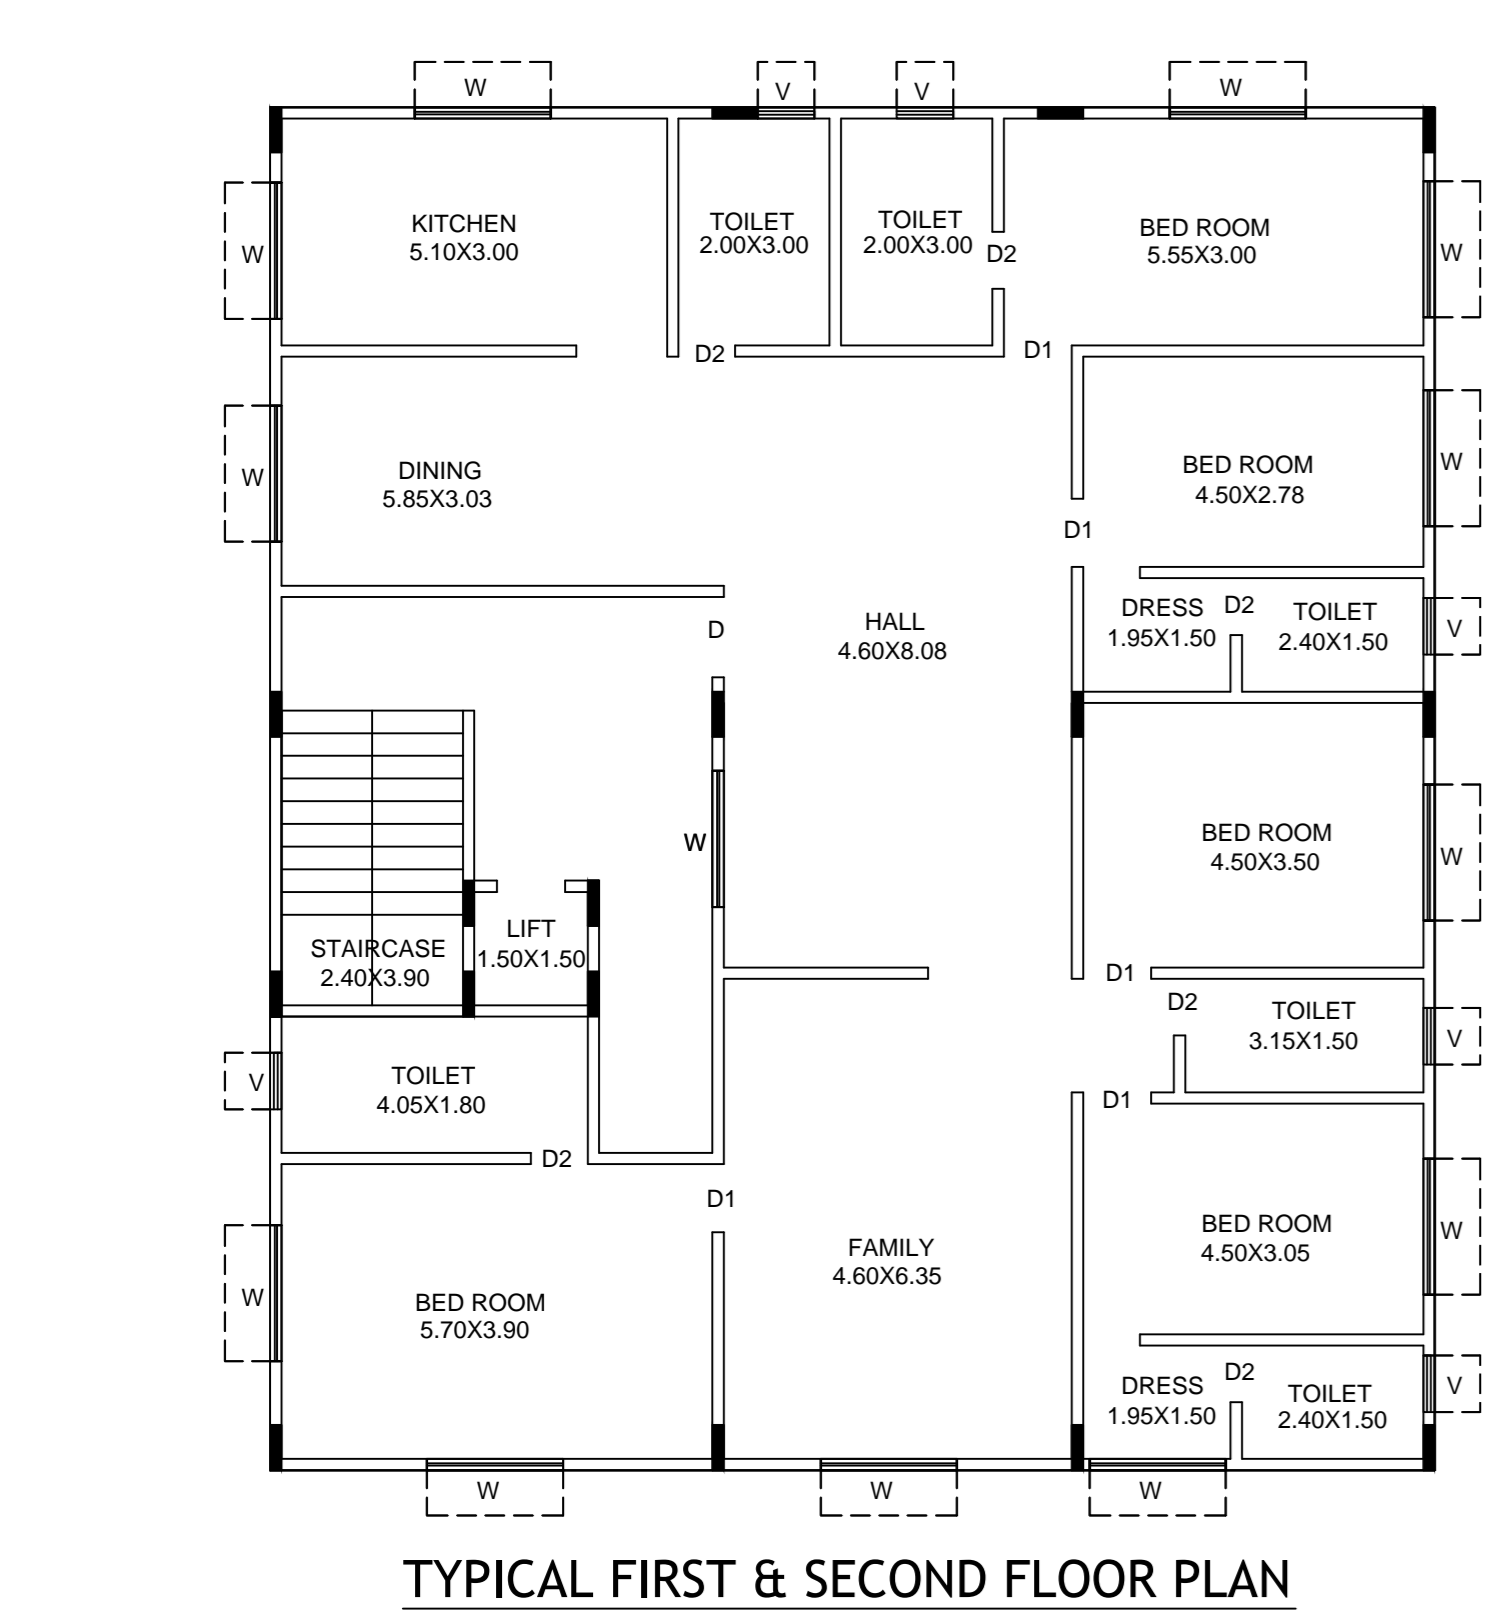 W
V
V
W
KITCHEN
5.10X3.00
TOILET
2.00X3.00
TOILET
2.00X3.00
BED ROOM
5.55X3.00
W
D2
W
D2
D1
DINING
5.85X3.03
W
BED ROOM
4.50X2.78
W
D1
D
HALL
4.60X8.08
DRESS
1.95X1.50
D2
TOILET
2.40X1.50
V
W
BED ROOM
4.50X3.50
W
STAIRCASE
2.40X3.90
LIFT
1.50X1.50
D1
D2
TOILET
3.15X1.50
V
V
TOILET
4.05X1.80
D1
D2
D1
BED ROOM
4.50X3.05
W
FAMILY
4.60X6.35
W
BED ROOM
5.70X3.90
DRESS
1.95X1.50
D2
TOILET
2.40X1.50
V
W
W
W
TYPICAL FIRST & SECOND FLOOR PLAN